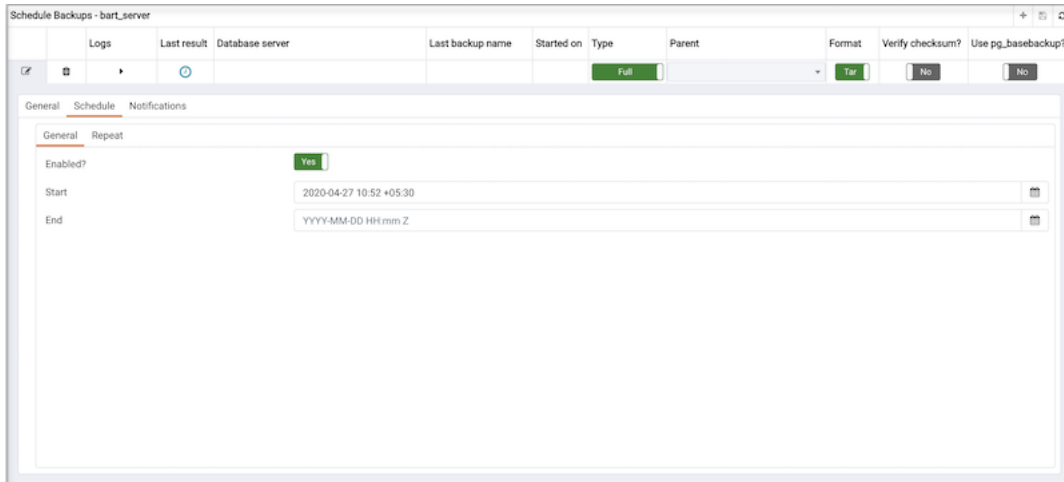 Schedule Backups - bart_server
Logs Last result Database server Last backup name Started on Type Parent Format Verify checksum? Use pg_basebackup?
Full Tar No No
General Schedule Notifications
General Repeat
Enabled? Yes
Start 2020-04-27 10:52 +05:30
End YYYY-MM-DD HH:mm Z